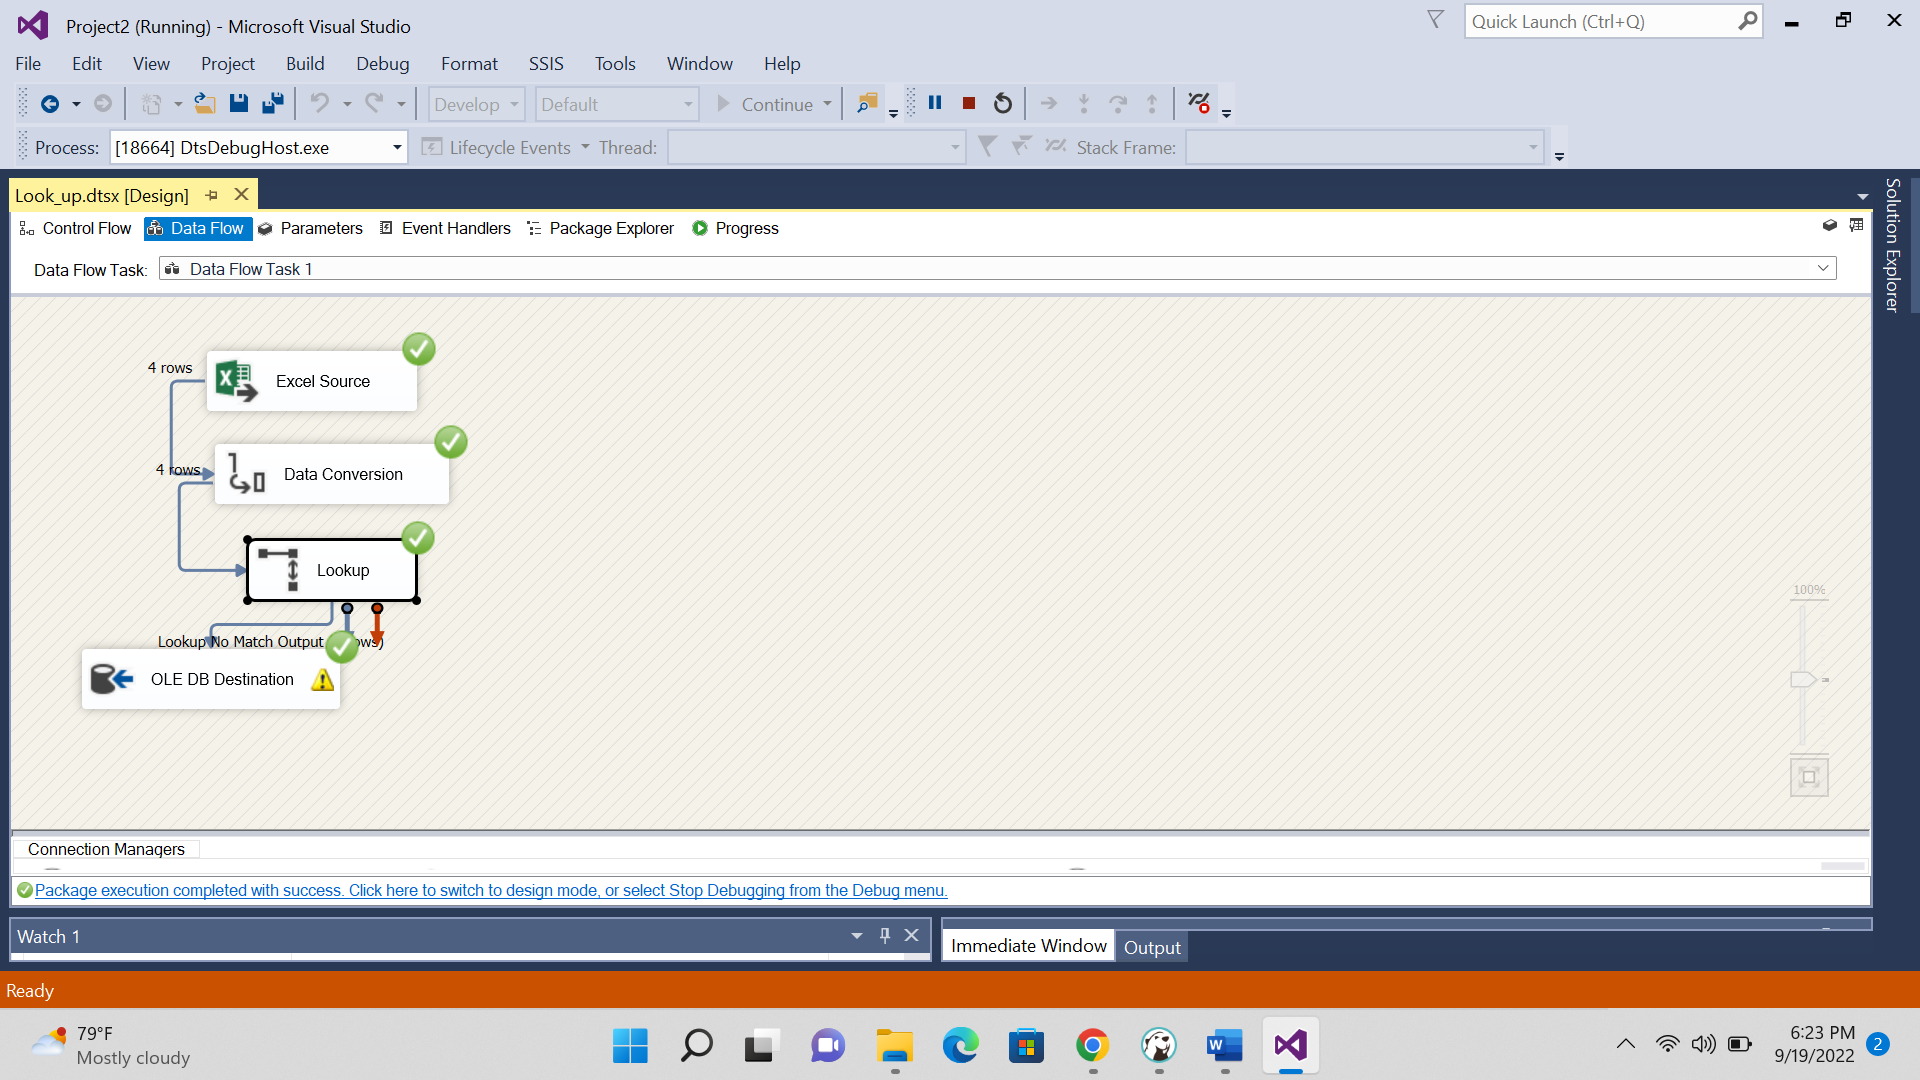 Project2 (Running) - Microsoft Visual Studio
Quick Launch (Ctrl+Q)
File Edit View Project Build Debug Format SSIS Tools Window Help
Develop Default Continue
Process: [18664] DtsDebugHost.exe Lifecycle Events Thread: Stack Frame:
Look_up.dtsx [Design]
Solution Explorer
Control Flow Data Flow Parameters Event Handlers Package Explorer Progress
Data Flow Task: Data Flow Task 1
4 rows
Excel Source
4 rows
Data Conversion
Lookup
100%
Lookup No Match Output ows)
OLE DB Destination
Connection Managers
Package execution completed with success. Click here to switch to design mode, or select Stop Debugging from the Debug menu.
Watch 1
Immediate Window Output
Ready
79°F
Mostly cloudy
6:23 PM
9/19/2022
2